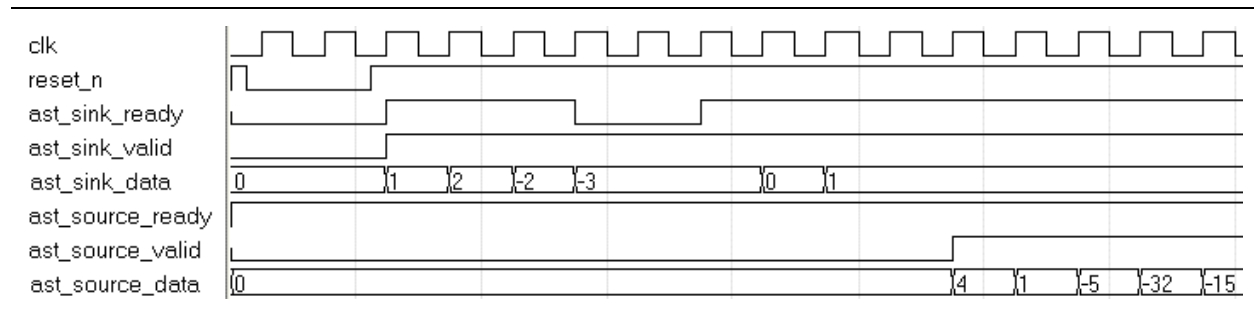 clk
reset_n
ast_sink_ready
ast_sink_valid
ast_sink_data 0 1 2 -2 -3 0 1
ast_source_ready
ast_source_valid
ast_source_data 0 4 1 -5 -32 -15